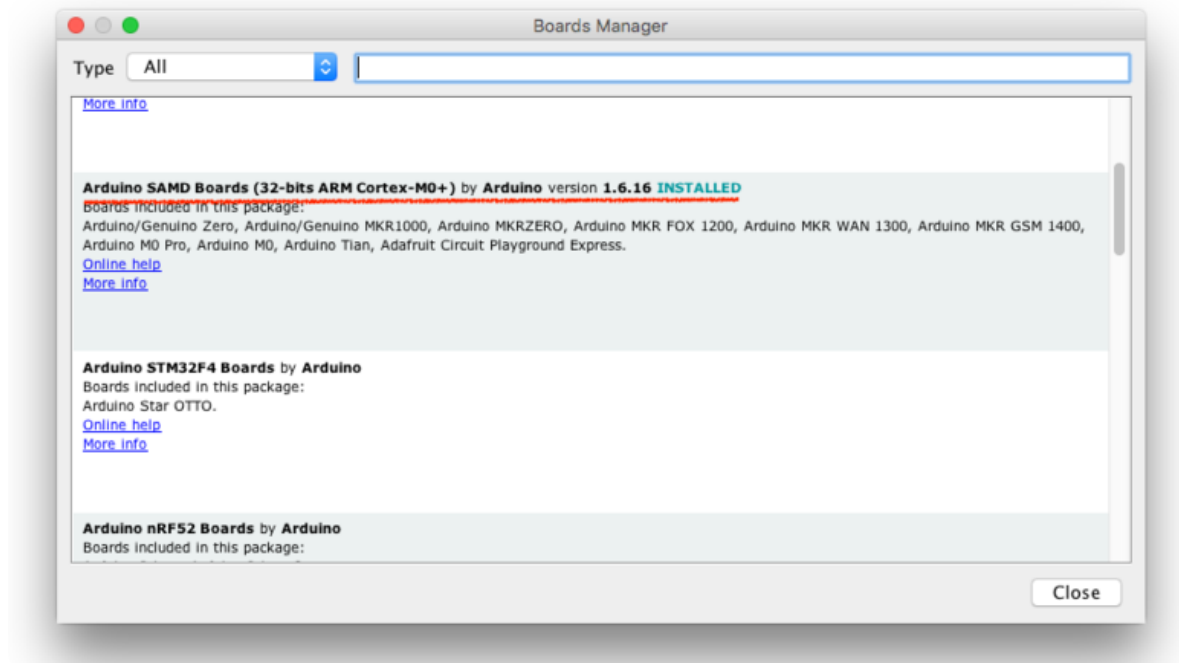 Boards Manager
Type All
More info
Arduino SAMD Boards (32-bits ARM Cortex-M0+) by Arduino version 1.6.16 INSTALLED
Boards included in this package:
Arduino/Genuino Zero, Arduino/Genuino MKR1000, Arduino MKRZERO, Arduino MKR FOX 1200, Arduino MKR WAN 1300, Arduino MKR GSM 1400,
Arduino M0 Pro, Arduino M0, Arduino Tian, Adafruit Circuit Playground Express.
Online help
More info
Arduino STM32F4 Boards by Arduino
Boards included in this package:
Arduino Star OTTO.
Online help
More info
Arduino nRF52 Boards by Arduino
Boards included in this package:
Close